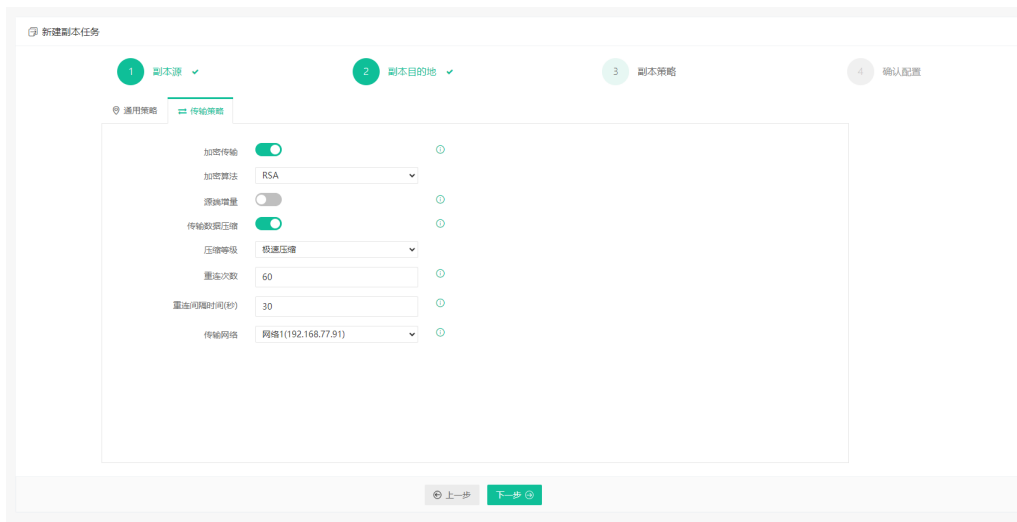 新建副本任务
1 副本源
2 副本目的地
3 副本策略
4 确认配置
通用策略
传输策略
加密传输
加密算法 RSA
源端增量
传输数据压缩
压缩等级 极速压缩
重连次数 60
重连间隔时间(秒) 30
传输网络 网络1(192.168.77.91)
上一步
下一步